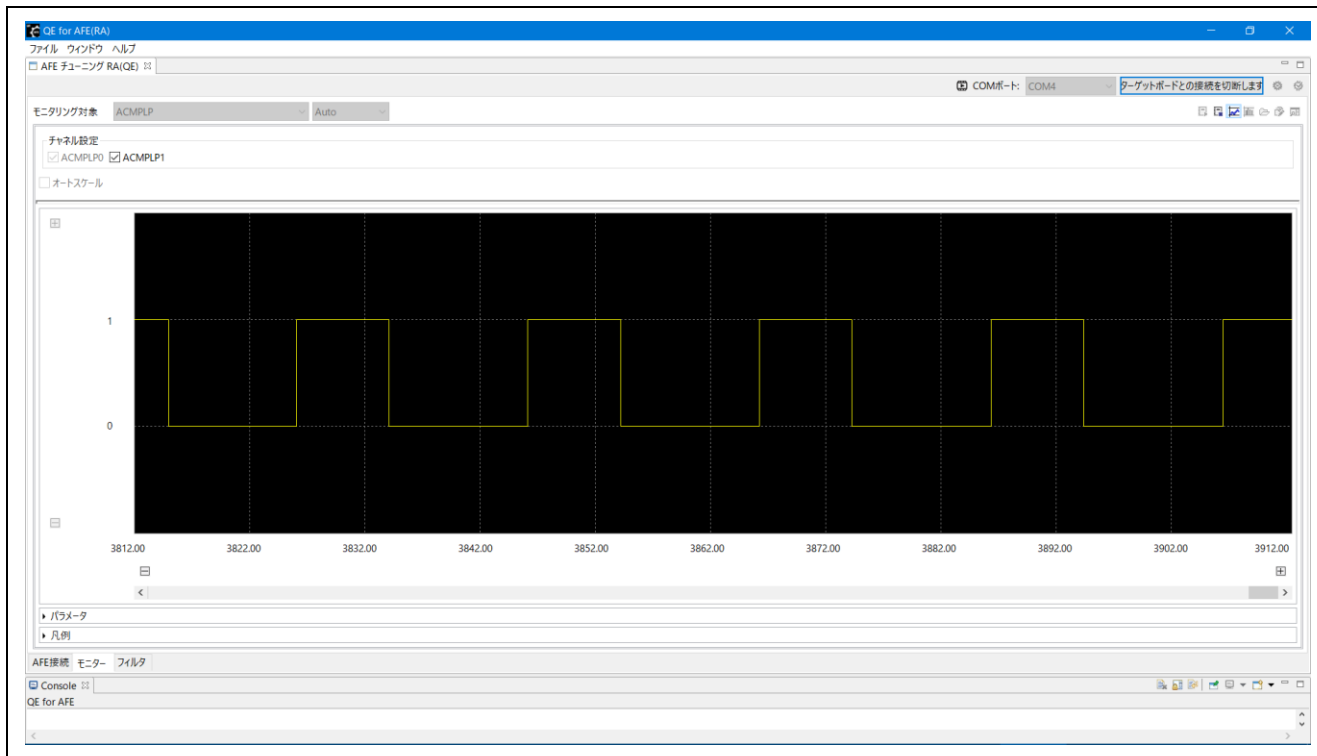 QE for AFE(RA)
ファイル ウィンドウ ヘルプ
AFE チューニング RA(QE)
COMポート: COM4 ターゲットボードとの接続を切断します
モニタリング対象 ACMPLP Auto
チャネル設定
ACMPLP0 ACMPLP1
オートスケール
1
0
3812.00 3822.00 3832.00 3842.00 3852.00 3862.00 3872.00 3882.00 3892.00 3902.00 3912.00
パラメータ
凡例
AFE接続 モニター フィルタ
Console
QE for AFE